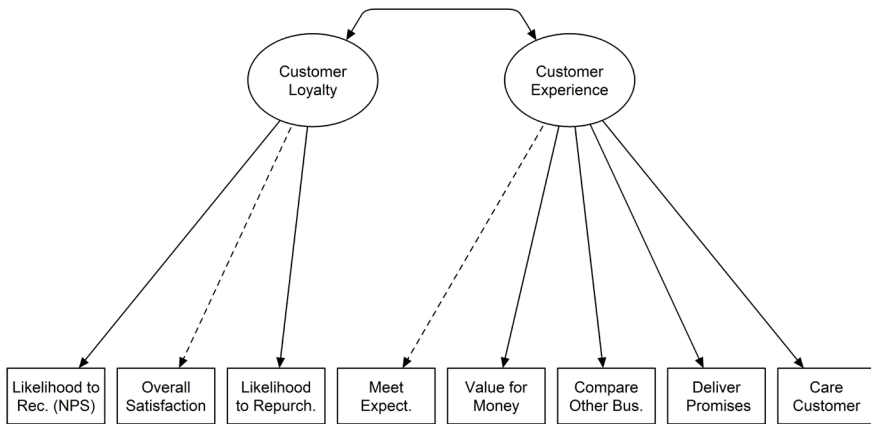 Customer
Loyalty
Customer
Experience
Likelihood to
Rec. (NPS)
Overall
Satisfaction
Likelihood
to Repurch.
Meet
Expect.
Value for
Money
Compare
Other Bus.
Deliver
Promises
Care
Customer